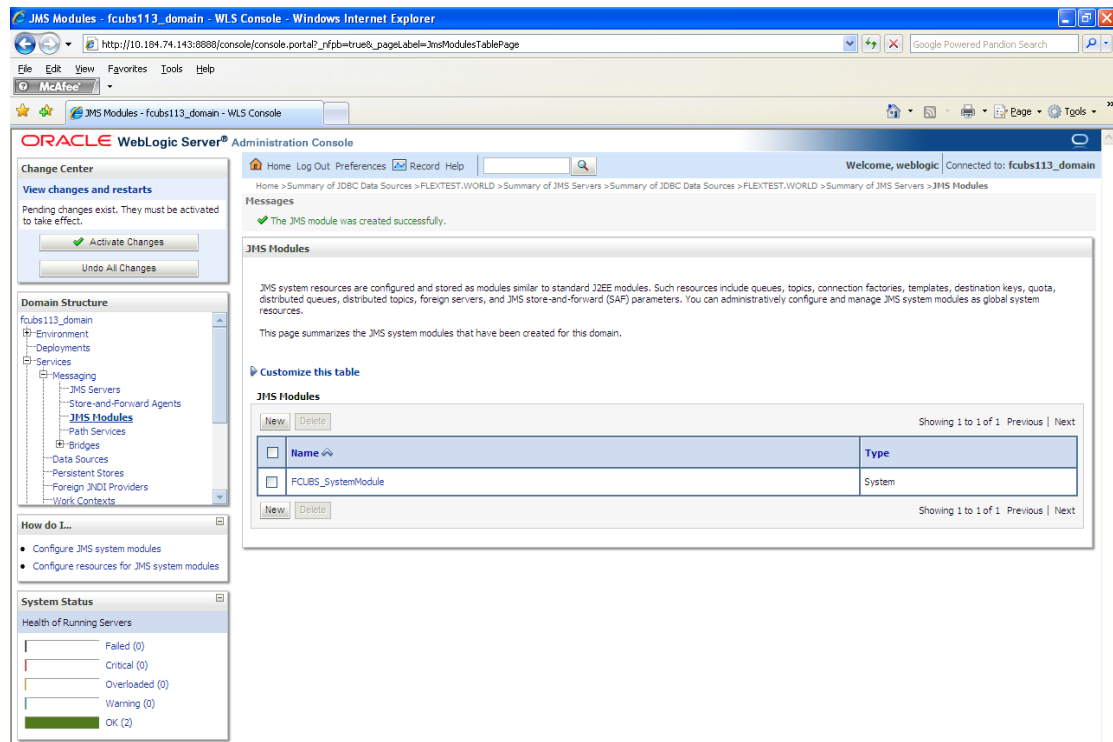 JMS Modules - fcubs113_domain - WLS Console - Windows Internet Explorer
http://10.184.74.143:8888/console/console.portal?_nfpb=true&_pageLabel=JmsModulesTablePage
Google Powered Pandion Search
File Edit View Favorites Tools Help
McAfee
JMS Modules - fcubs113_domain - WLS Console
Page Tools
ORACLE WebLogic Server® Administration Console
Change Center
View changes and restarts
Pending changes exist. They must be activated
to take effect.
Activate Changes
Undo All Changes
Domain Structure
fcubs113_domain
Environment
Deployments
Services
Messaging
JMS Servers
Store-and-Forward Agents
JMS Modules
Path Services
Bridges
Data Sources
Persistent Stores
Foreign JNDI Providers
Work Contexts
How do I...
Configure JMS system modules
Configure resources for JMS system modules
System Status
Health of Running Servers
Failed (0)
Critical (0)
Overloaded (0)
Warning (0)
OK (2)
Home Log Out Preferences Record Help
Welcome, weblogic Connected to: fcubs113_domain
Home >Summary of JDBC Data Sources >FLEXTEST.WORLD >Summary of JMS Servers >Summary of JDBC Data Sources >FLEXTEST.WORLD >Summary of JMS Servers >JMS Modules
Messages
The JMS module was created successfully.
JMS Modules
JMS system resources are configured and stored as modules similar to standard J2EE modules. Such resources include queues, topics, connection factories, templates, destination keys, quota,
distributed queues, distributed topics, foreign servers, and JMS store-and-forward (SAF) parameters. You can administratively configure and manage JMS system modules as global system
resources.
This page summarizes the JMS system modules that have been created for this domain.
Customize this table
JMS Modules
New Delete Showing 1 to 1 of 1 Previous | Next
Name Type
FCUBS_SystemModule System
New Delete Showing 1 to 1 of 1 Previous | Next